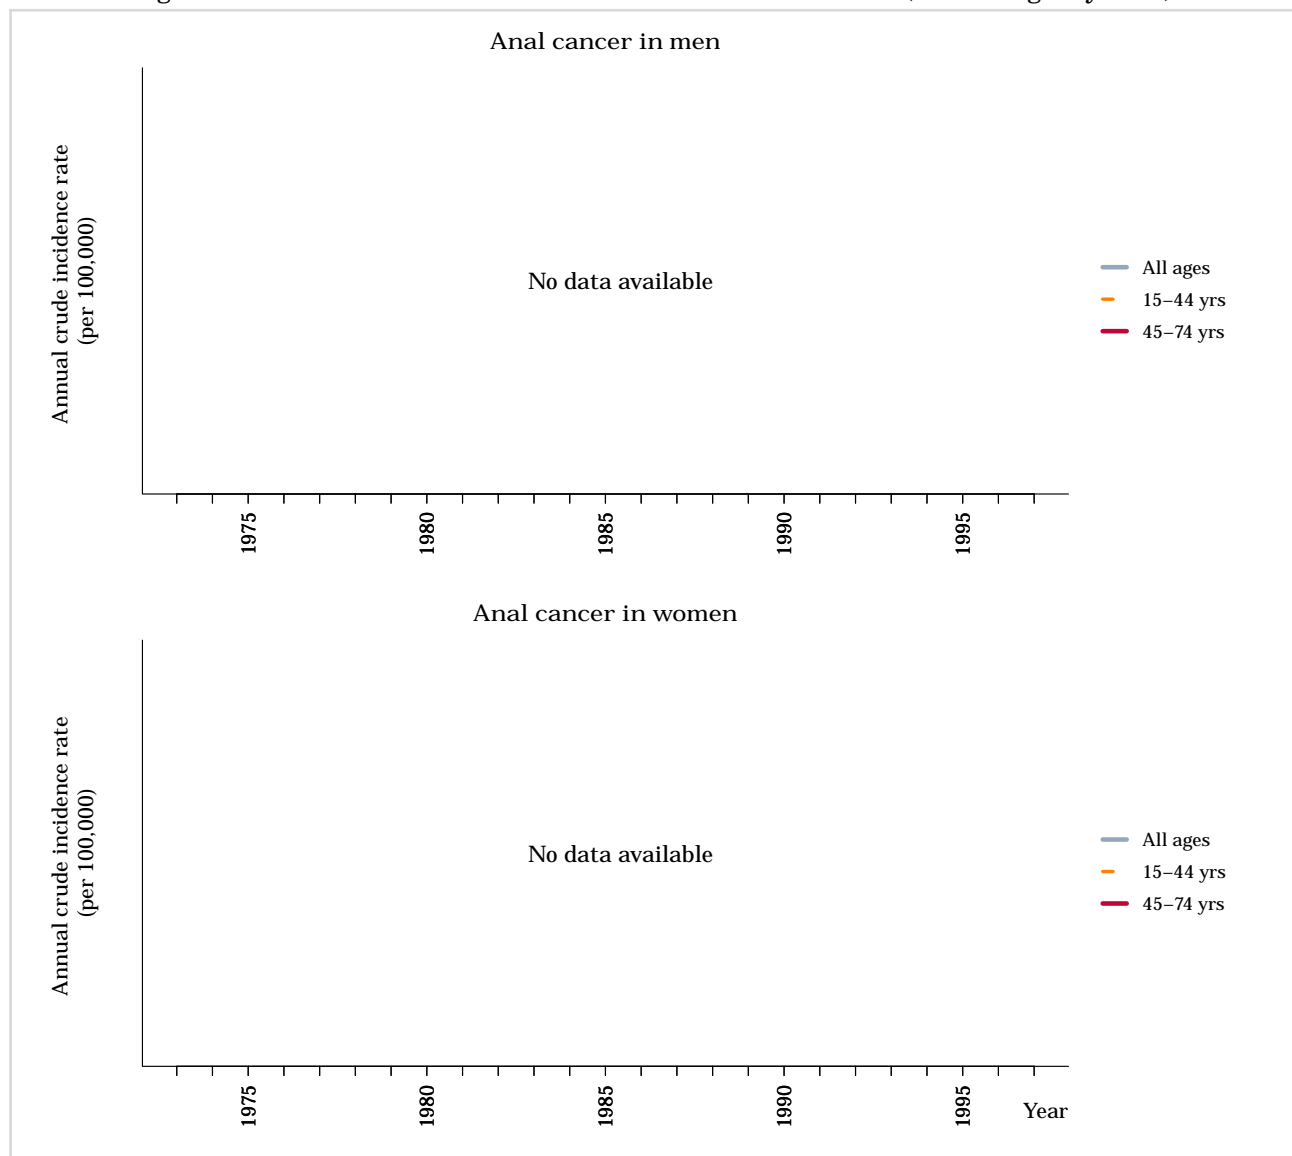 Anal cancer in men
Annual crude incidence rate
(per 100,000)
No data available
All ages
15–44 yrs
45–74 yrs
1975
1980
1985
1990
1995
Anal cancer in women
Annual crude incidence rate
(per 100,000)
No data available
All ages
15–44 yrs
45–74 yrs
1975
1980
1985
1990
1995
Year